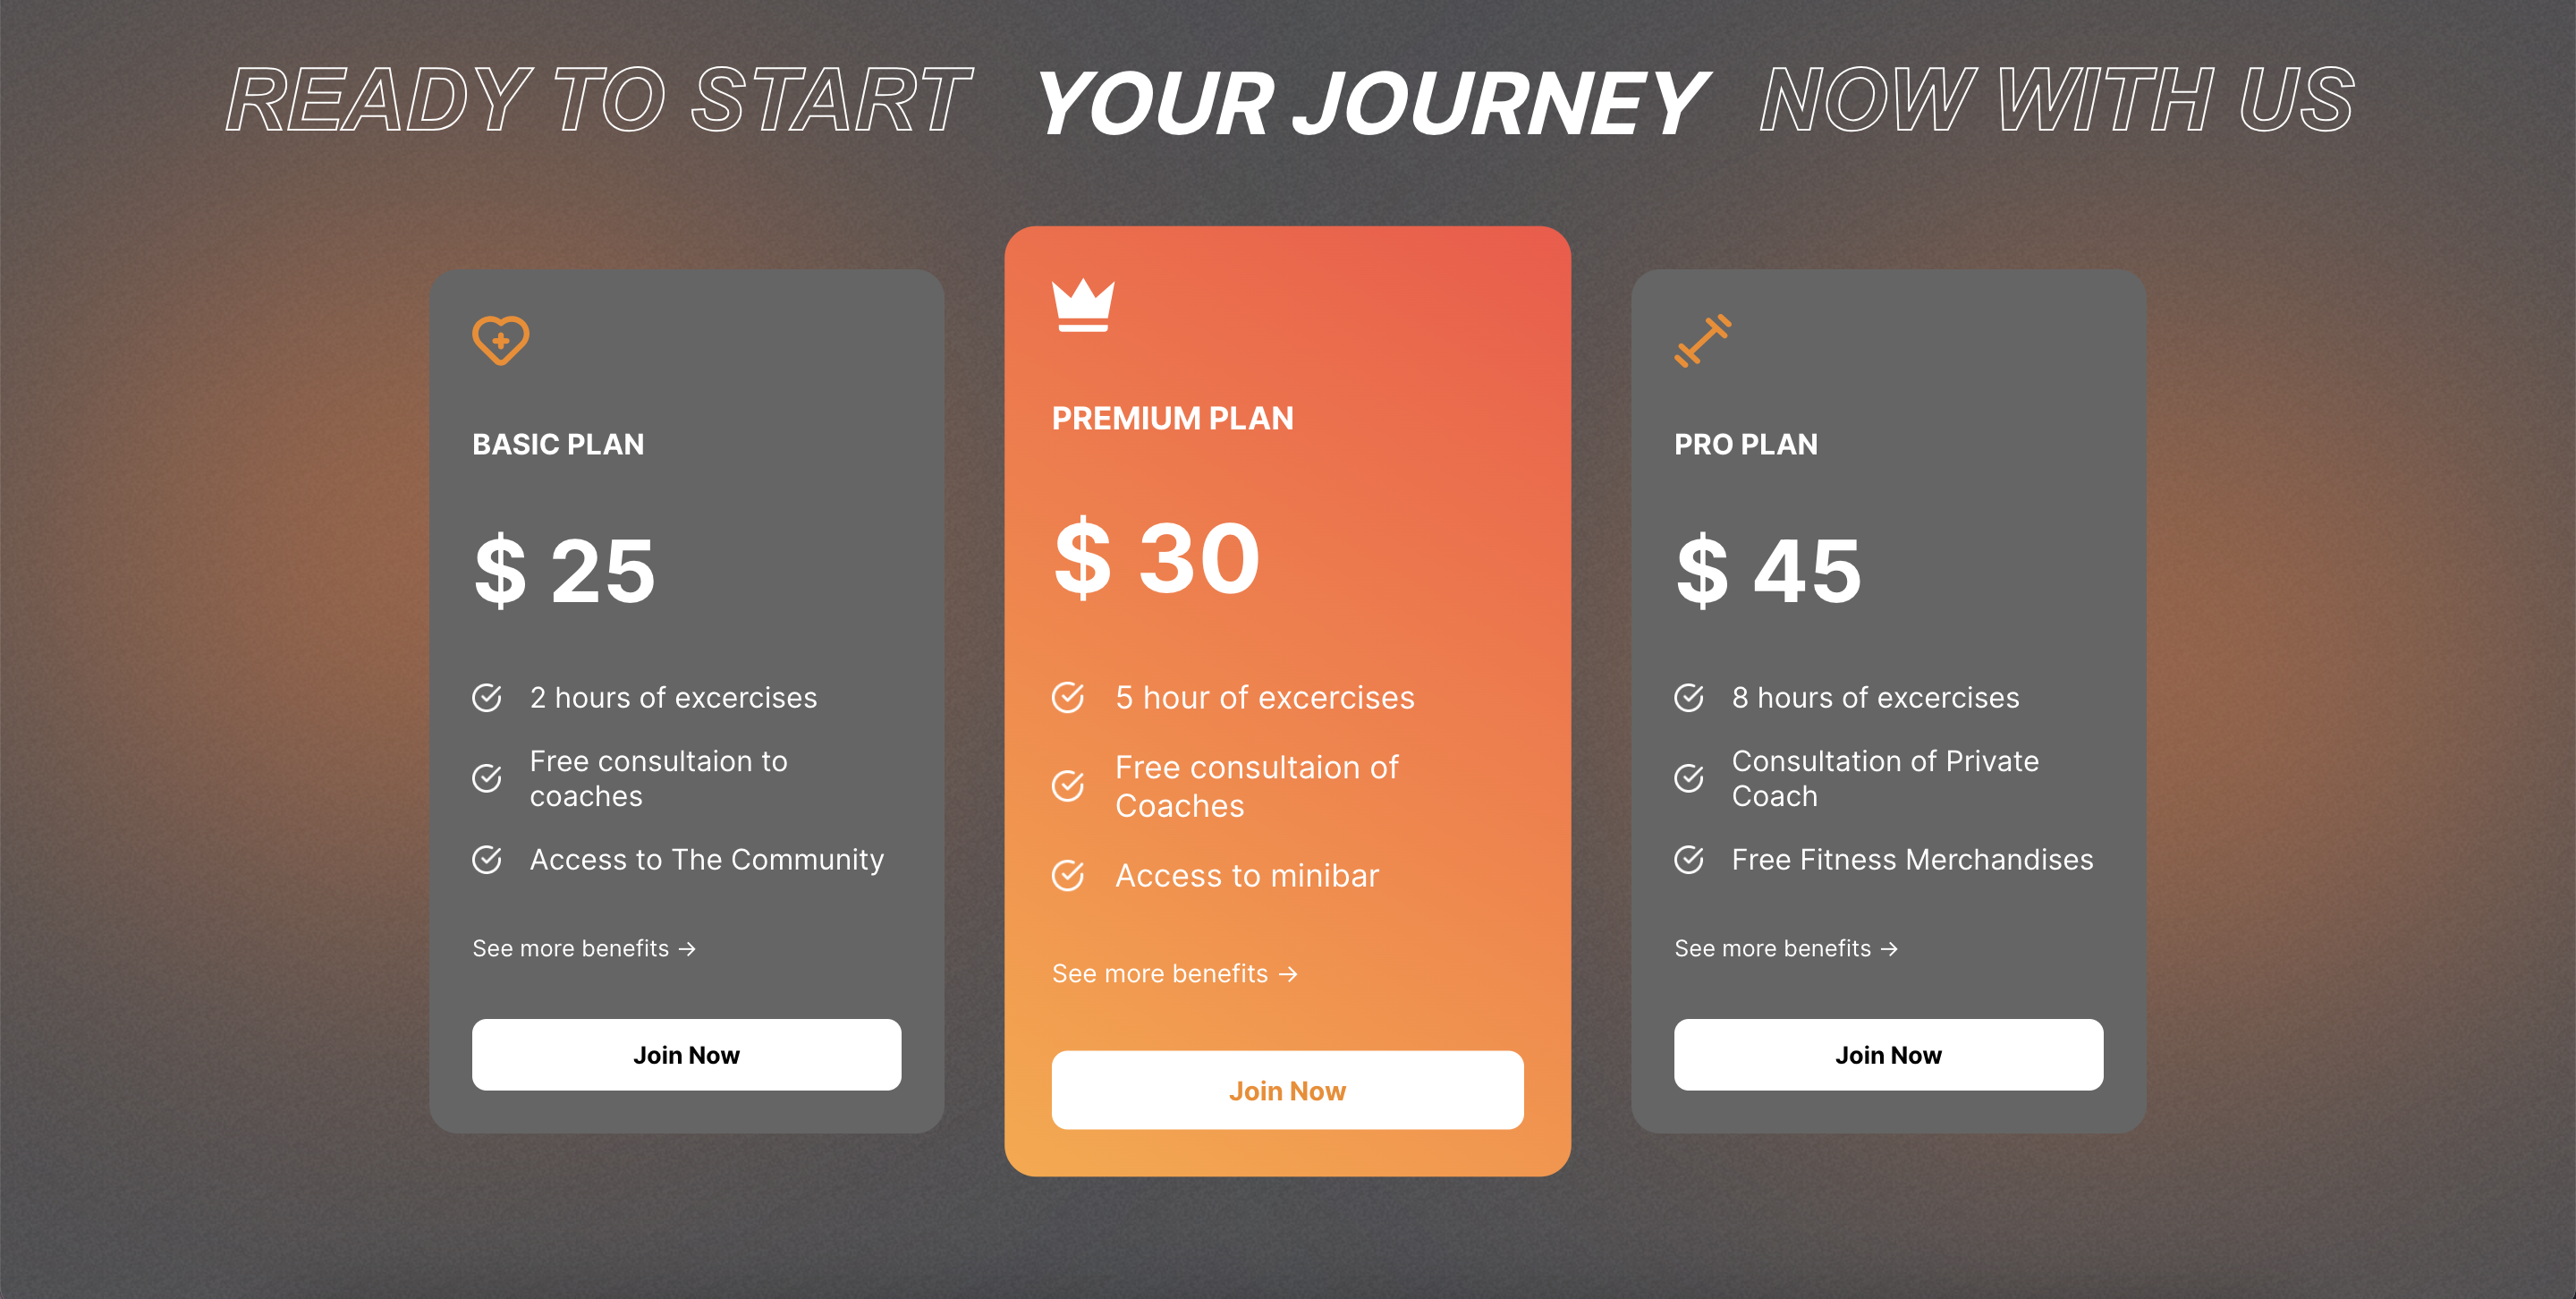 READY TO START YOUR JOURNEY NOW WITH US
BASIC PLAN
$ 25
2 hours of excercises
Free consultaion to
coaches
Access to The Community
See more benefits →
Join Now
PREMIUM PLAN
$ 30
5 hour of excercises
Free consultaion of
Coaches
Access to minibar
See more benefits →
Join Now
PRO PLAN
$ 45
8 hours of excercises
Consultation of Private
Coach
Free Fitness Merchandises
See more benefits →
Join Now